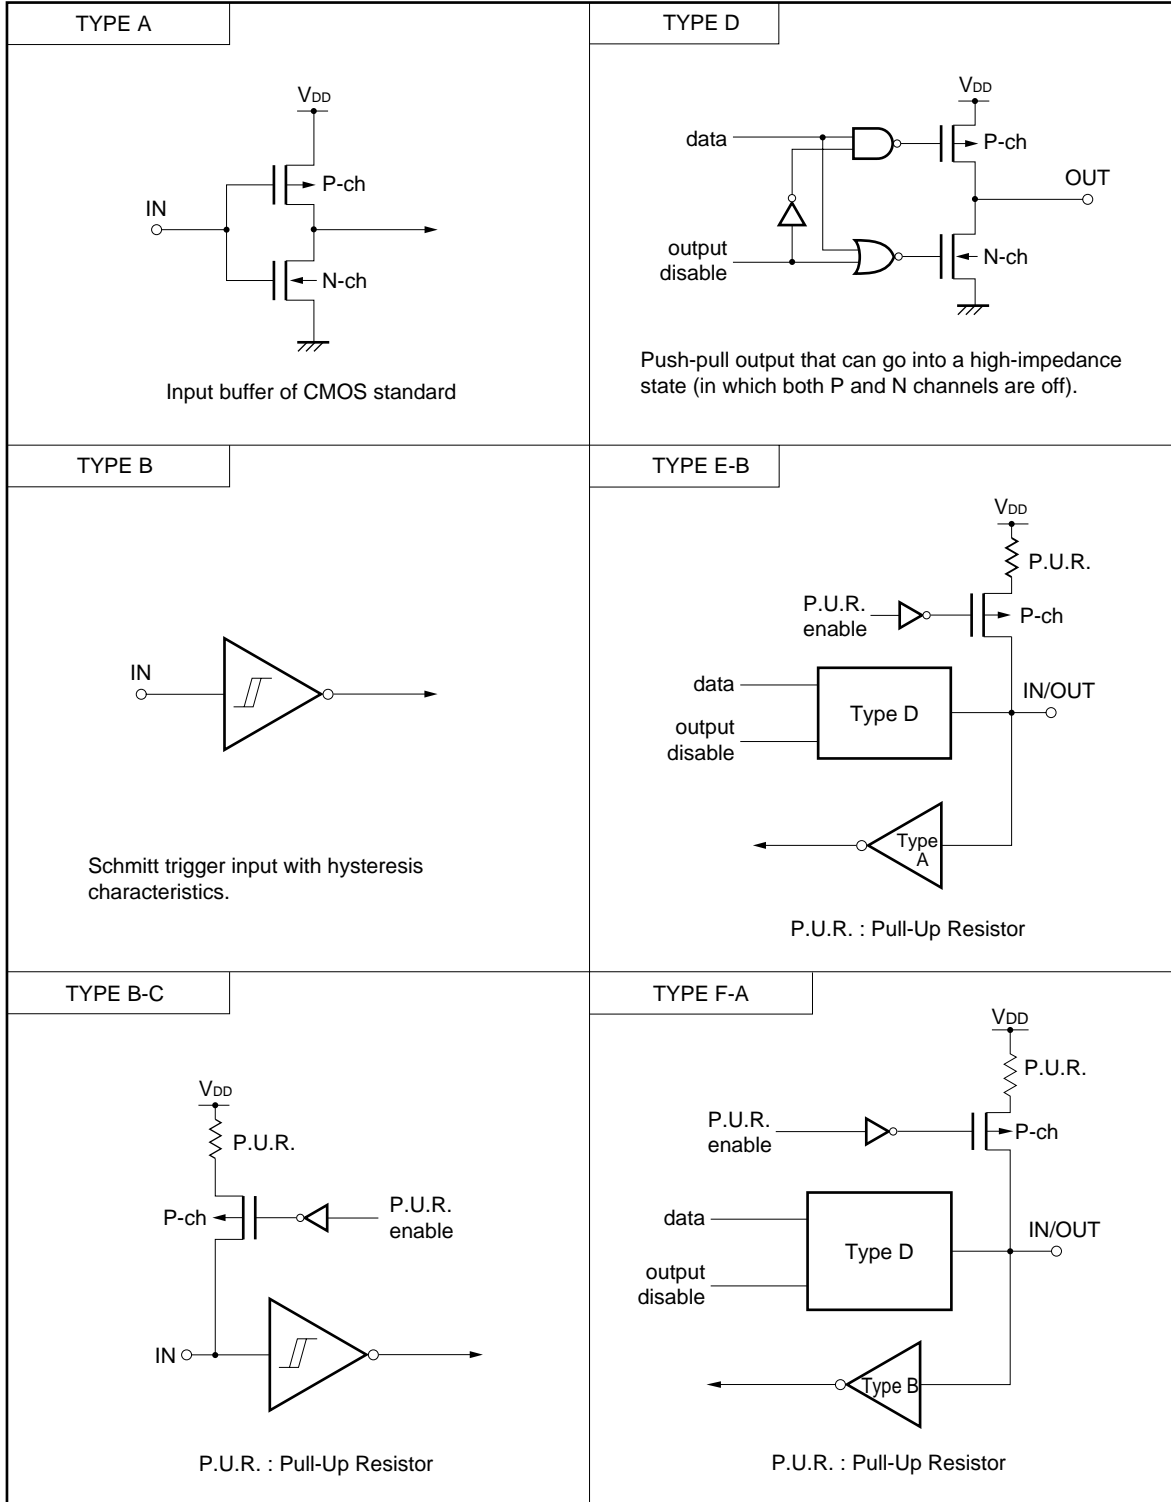 TYPE A
VDD
P-ch
IN
N-ch
Input buffer of CMOS standard
TYPE D
VDD
data
P-ch
OUT
output
disable
N-ch
Push-pull output that can go into a high-impedance
state (in which both P and N channels are off).
TYPE B
IN
Schmitt trigger input with hysteresis
characteristics.
TYPE E-B
VDD
P.U.R.
P.U.R.
enable
P-ch
data
IN/OUT
Type D
output
disable
Type
A
P.U.R. : Pull-Up Resistor
TYPE B-C
VDD
P.U.R.
P-ch
P.U.R.
enable
IN
P.U.R. : Pull-Up Resistor
TYPE F-A
VDD
P.U.R.
P.U.R.
enable
P-ch
data
IN/OUT
Type D
output
disable
Type B
P.U.R. : Pull-Up Resistor